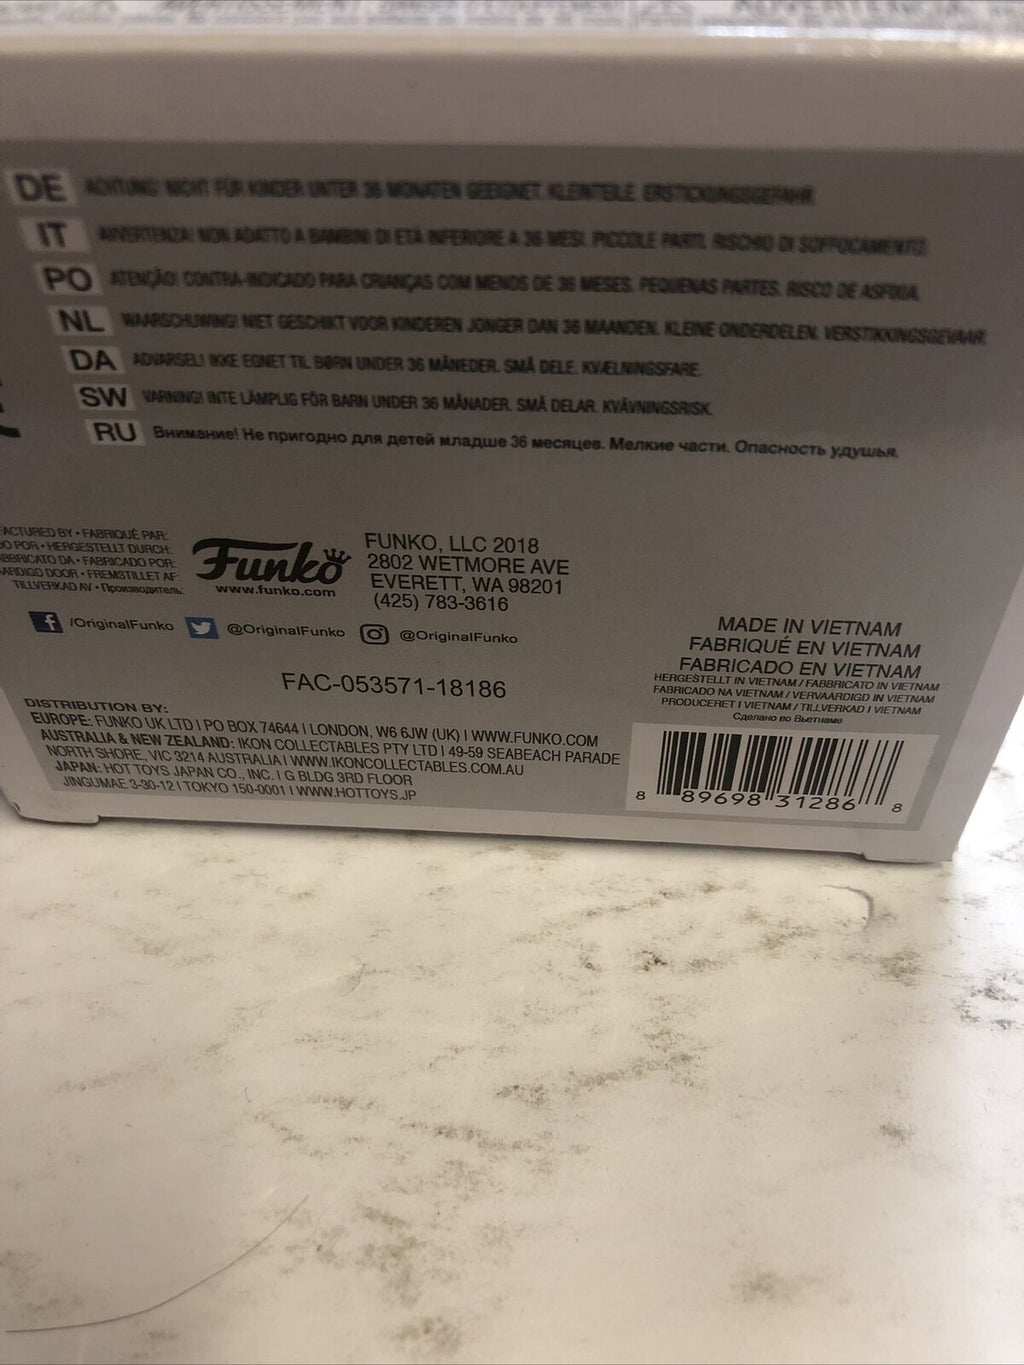 DE ACHTUNG! NICHT FÜR KINDER UNTER 36 MONATEN GEEIGNET. KLEINTEILE. ERSTICKUNGSGEFAHR.
IT AVVERTENZA! NON ADATTO A BAMBINI DI ETÀ INFERIORE A 36 MESI. PICCOLE PARTI. RISCHIO DI SOFFOCAMENTO.
PO ATENÇÃO! CONTRA-INDICADO PARA CRIANÇAS COM MENOS DE 36 MESES. PEQUENAS PARTES. RISCO DE ASFIXIA.
NL WAARSCHUWING! NIET GESCHIKT VOOR KINDEREN JONGER DAN 36 MAANDEN. KLEINE ONDERDELEN. VERSTIKKINGSGEVAAR.
DA ADVARSEL! IKKE EGNET TIL BØRN UNDER 36 MÅNEDER. SMÅ DELE. KVÆLNINGSFARE.
SW VARNING! INTE LÄMPLIG FÖR BARN UNDER 36 MÅNADER. SMÅ DELAR. KVÄVNINGSRISK.
RU Внимание! Не пригодно для детей младше 36 месяцев. Мелкие части. Опасность удушья.
BY • FABRIQUÉ PAR:
POR • HERGESTELLT DURCH:
DA • FABRICADO POR:
DOOR • FREMSTILLET AF:
TILLVERKAD AV • Производитель:
Funko
www.funko.com
FUNKO, LLC 2018
2802 WETMORE AVE
EVERETT, WA 98201
(425) 783-3616
/OriginalFunko @OriginalFunko @OriginalFunko
FAC-053571-18186
MADE IN VIETNAM
FABRIQUÉ EN VIETNAM
FABRICADO EN VIETNAM
HERGESTELLT IN VIETNAM / FABBRICATO IN VIETNAM
FABRICADO NA VIETNAM / VERVAARDIGD IN VIETNAM
PRODUCERET I VIETNAM / TILLVERKAD I VIETNAM
Сделано во Вьетнаме
DISTRIBUTION BY:
EUROPE: FUNKO UK LTD | PO BOX 74644 | LONDON, W6 6JW (UK) | WWW.FUNKO.COM
AUSTRALIA & NEW ZEALAND: IKON COLLECTABLES PTY LTD | 49-59 SEABEACH PARADE
NORTH SHORE, VIC 3214 AUSTRALIA | WWW.IKONCOLLECTABLES.COM.AU
JAPAN: HOT TOYS JAPAN CO., INC. | G BLDG 3RD FLOOR
JINGUMAE 3-30-12 | TOKYO 150-0001 | WWW.HOTTOYS.JP
8 89698 31286 8